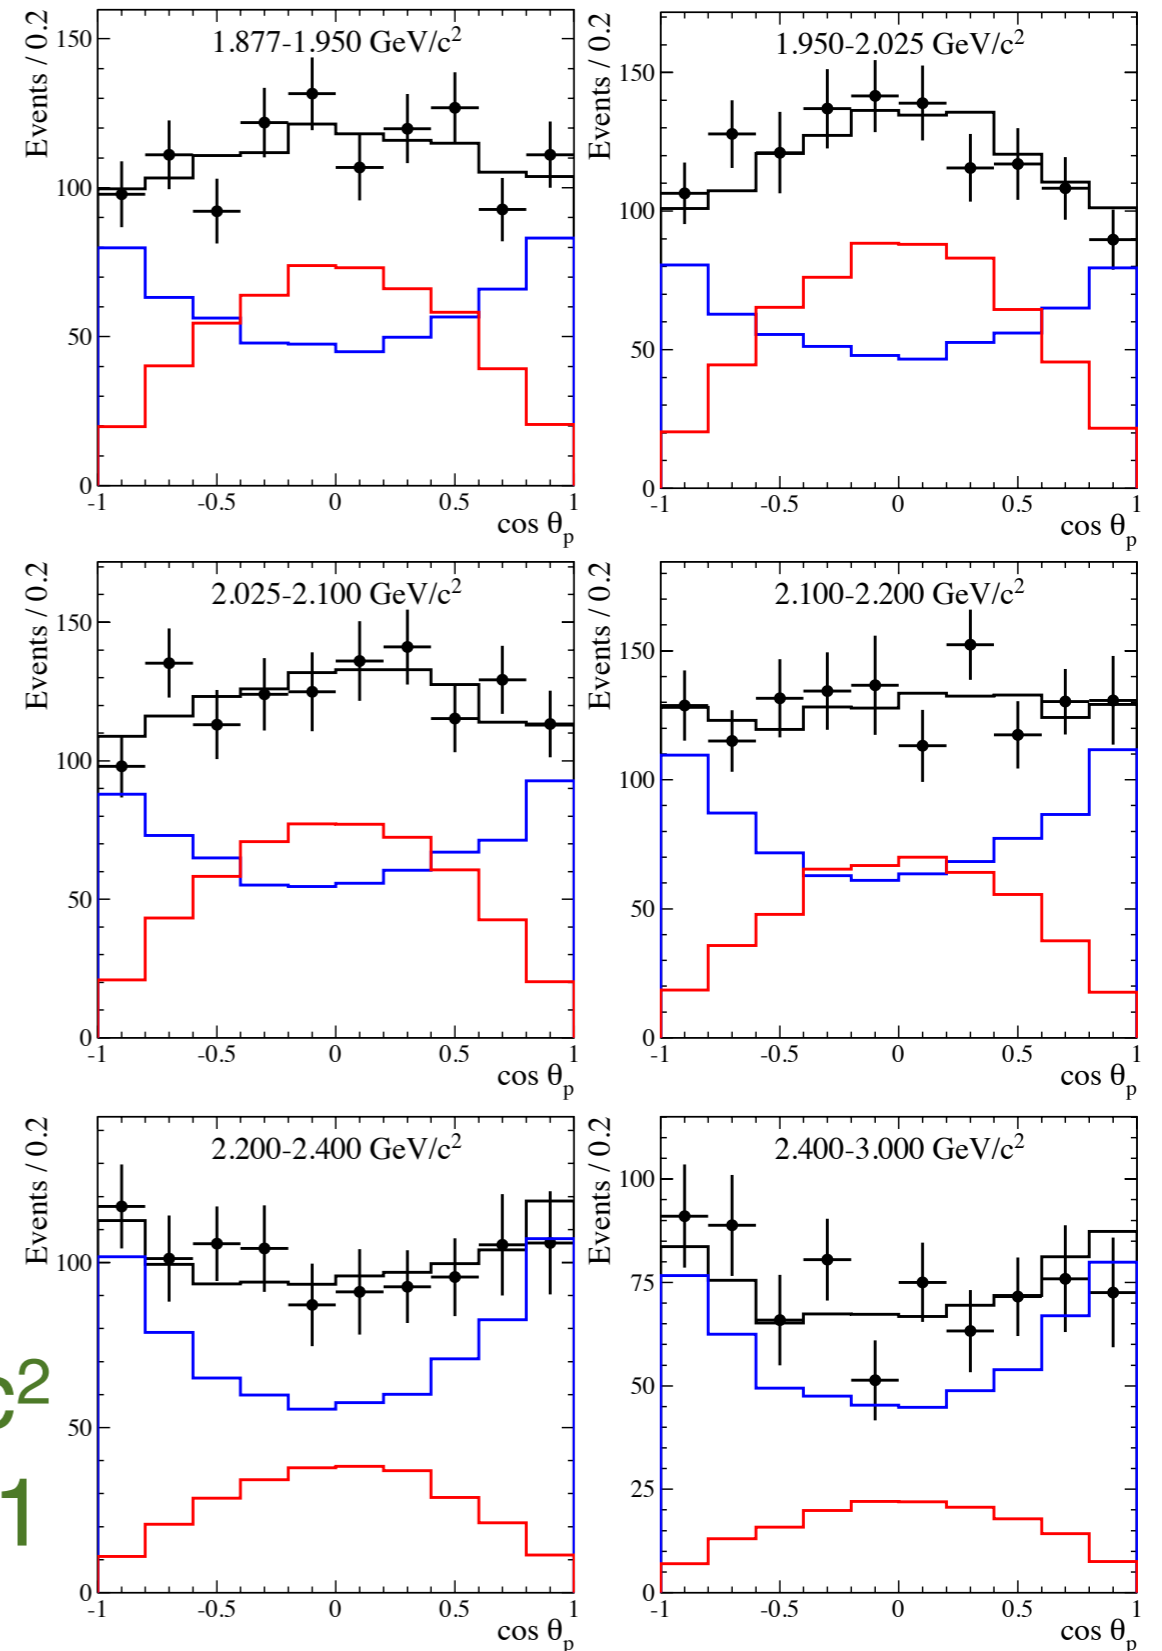 1.877-1.950 GeV/c²
Events / 0.2
150
100
50
0
-1 -0.5 0 0.5 1
cos θp
1.950-2.025 GeV/c²
Events / 0.2
150
100
50
0
-1 -0.5 0 0.5 1
cos θp
2.025-2.100 GeV/c²
Events / 0.2
150
100
50
0
-1 -0.5 0 0.5 1
cos θp
2.100-2.200 GeV/c²
Events / 0.2
150
100
50
0
-1 -0.5 0 0.5 1
cos θp
2.200-2.400 GeV/c²
Events / 0.2
100
50
0
-1 -0.5 0 0.5 1
cos θp
2.400-3.000 GeV/c²
Events / 0.2
100
75
50
25
0
-1 -0.5 0 0.5 1
cos θp
c²
1